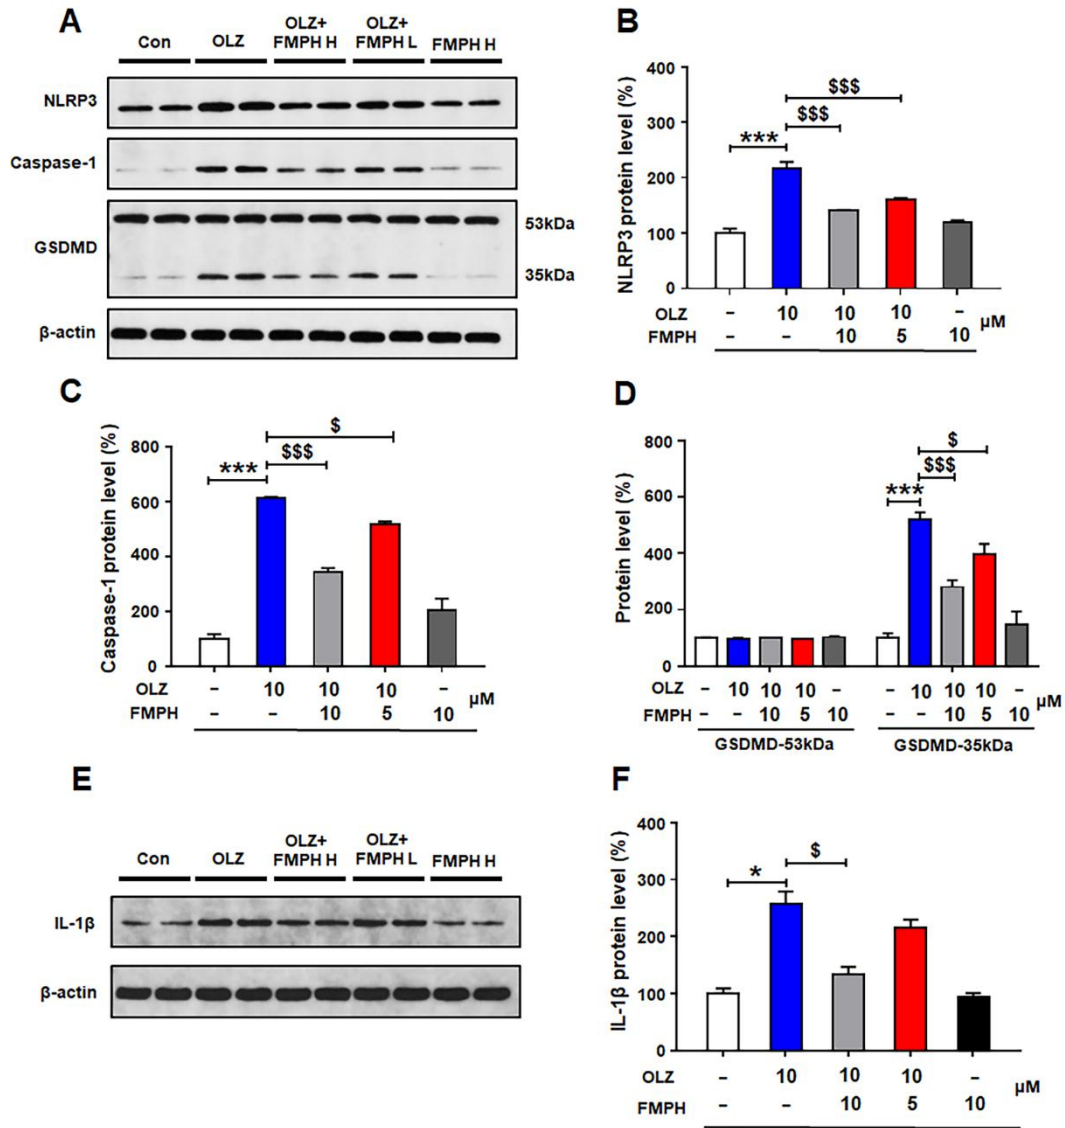 A
Con OLZ OLZ+ FMPH H OLZ+ FMPH L FMPH H
NLRP3
Caspase-1
GSDMD
53kDa
35kDa
β-actin
B
NLRP3 protein level (%)
400
300
200
100
0
*** $$$ $$$
OLZ – 10 10 10 – μM
FMPH – – 10 5 10
C
Caspase-1 protein level (%)
800
600
400
200
0
*** $$$ $
OLZ – 10 10 10 – μM
FMPH – – 10 5 10
D
Protein level (%)
800
600
400
200
0
*** $$$ $
OLZ – 10 10 10 – – 10 10 10 – μM
FMPH – – 10 5 10 – – 10 5 10
GSDMD-53kDa GSDMD-35kDa
E
Con OLZ OLZ+ FMPH H OLZ+ FMPH L FMPH H
IL-1β
β-actin
F
IL-1β protein level (%)
400
300
200
100
0
* $
OLZ – 10 10 10 – μM
FMPH – – 10 5 10